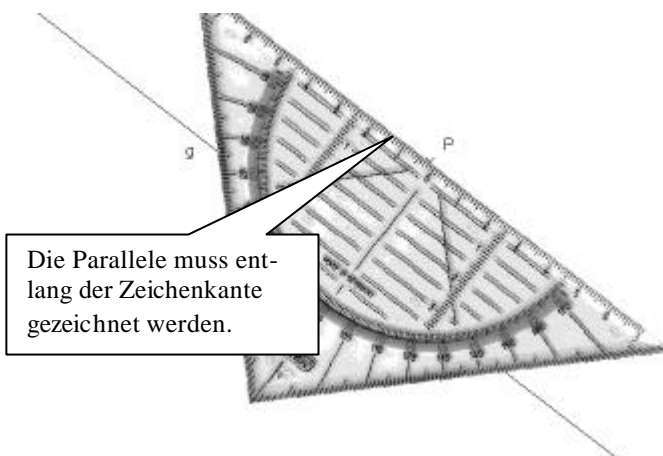 g
P
Die Parallele muss ent-
lang der Zeichenkante
gezeichnet werden.